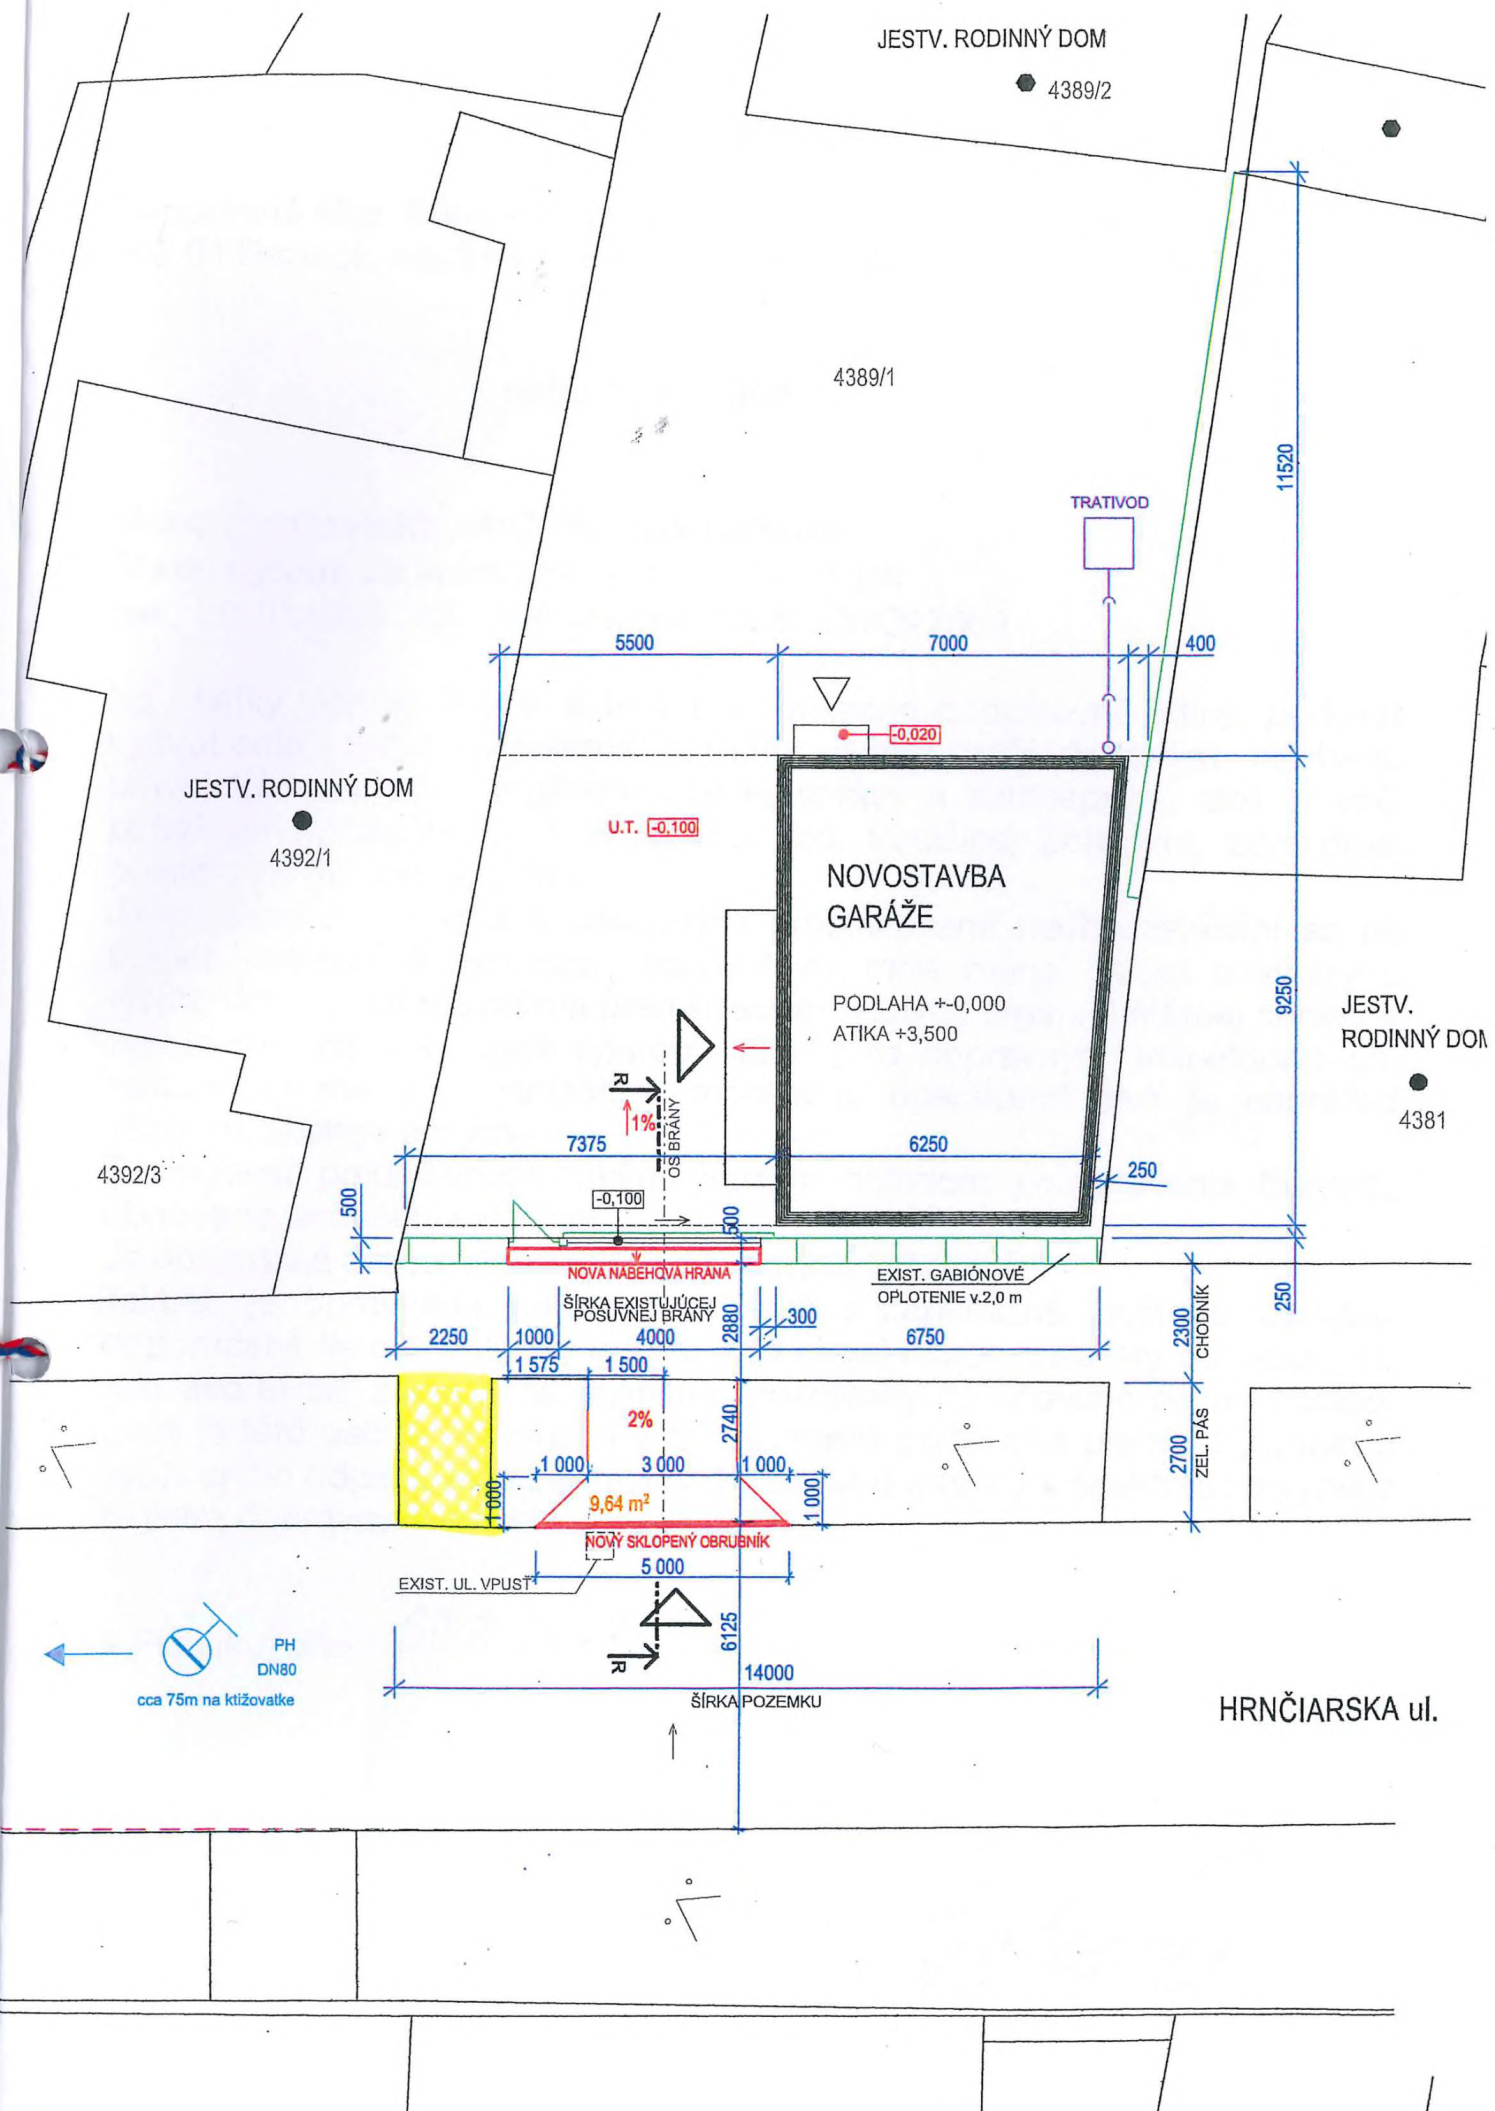 JESTV. RODINNÝ DOM
4389/2
4389/1
11520
TRATIVOD
5500
7000
400
-0,020
JESTV. RODINNÝ DOM
4392/1
U.T. -0,100
NOVOSTAVBA
GARÁŽE
PODLAHA +-0,000
ATIKA +3,500
9250
JESTV.
RODINNÝ DOM
4381
R
1%
OS BRÁNY
7375
6250
250
4392/3
500
-0,100
500
NOVA NABEHOVÁ HRANA
EXIST. GABIÓNOVÉ
OPLOTENIE v.2,0 m
250
ŠÍRKA EXISTUJÚCEJ
POSUVNEJ BRÁNY
2250
1000
4000
2880
300
6750
2300
CHODNÍK
1 575
1 500
2%
2740
2700
ZEL. PÁS
1 000
3 000
1 000
1 000
9,64 m²
1 000
NOVÝ SKLOPENÝ OBRUBNÍK
5 000
EXIST. UL. VPUSŤ
6125
R
PH
DN80
cca 75m na ktižovatke
14000
ŠÍRKA POZEMKU
HRNČIARSKA ul.